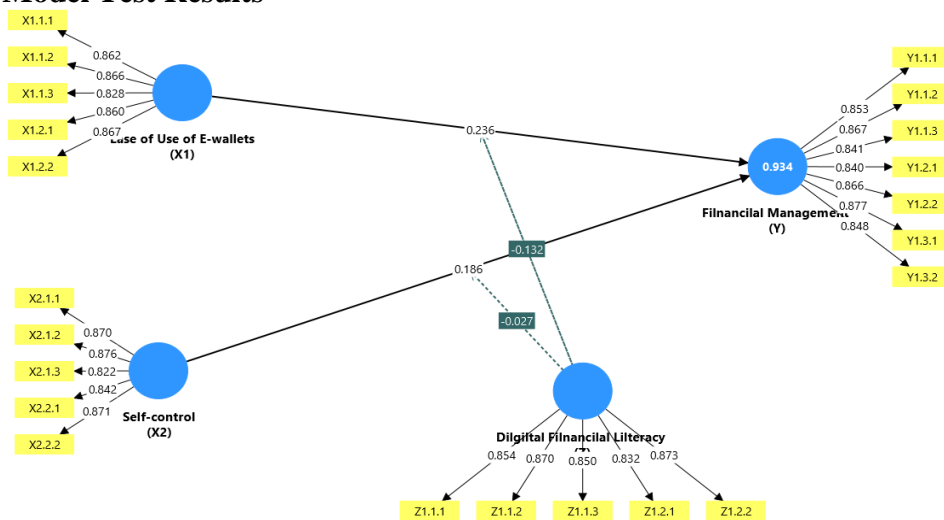 Model Test Results
X1.1.1
X1.1.2
X1.1.3
X1.2.1
X1.2.2
0.862
0.866
0.828
0.860
0.867
Ease of Use of E-wallets
(X1)
0.236
Y1.1.1
Y1.1.2
Y1.1.3
Y1.2.1
Y1.2.2
Y1.3.1
Y1.3.2
0.853
0.867
0.841
0.840
0.866
0.877
0.848
0.934
Filnancilal Management
(Y)
-0.132
0.186
-0.027
X2.1.1
X2.1.2
X2.1.3
X2.2.1
X2.2.2
0.870
0.876
0.822
0.842
0.871
Self-control
(X2)
Dilgiltal Filnancilal Lilteracy
0.854
0.870
0.850
0.832
0.873
Z1.1.1
Z1.1.2
Z1.1.3
Z1.2.1
Z1.2.2